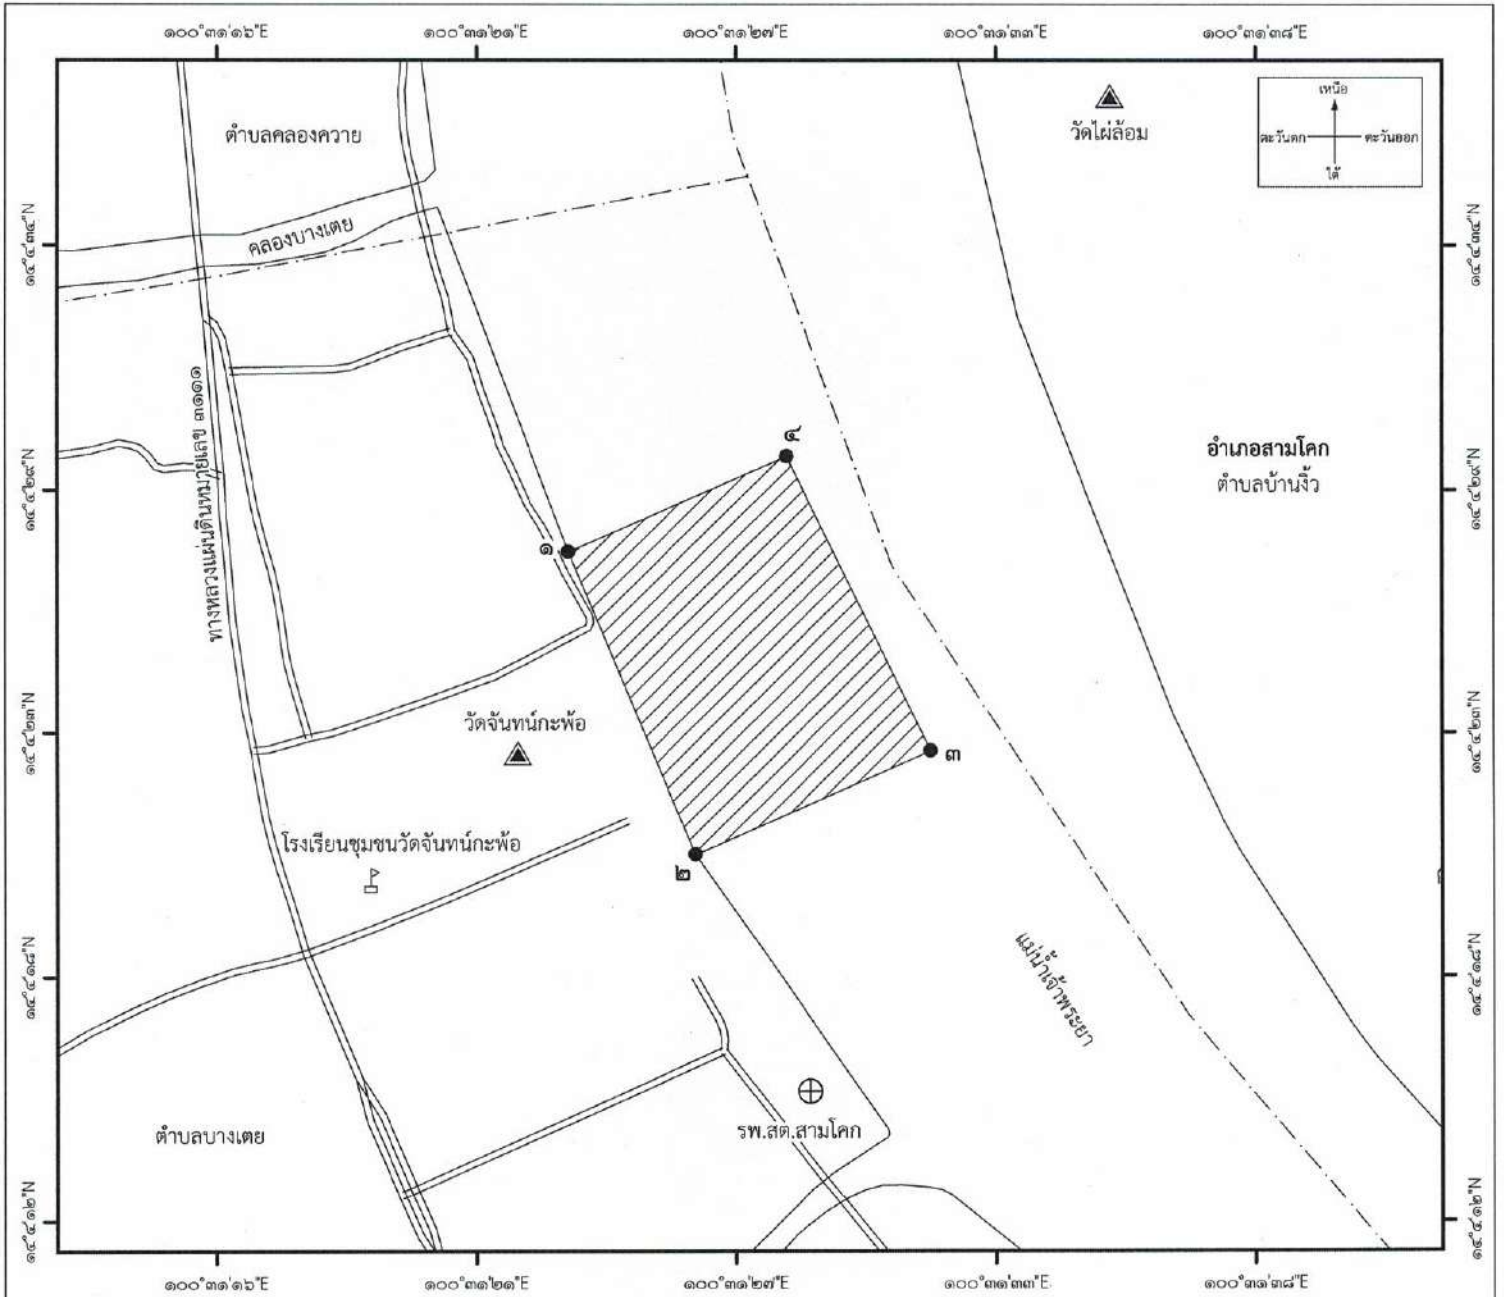 ๑๐๐°๓๑'๑๖"E ๑๐๐°๓๑'๒๑"E ๑๐๐°๓๑'๒๗"E ๑๐๐°๓๑'๓๓"E ๑๐๐°๓๑'๓๘"E
เหนือ
ตะวันตก ตะวันออก
ใต้
วัดไผ่ล้อม
ตำบลคลองควาย
คลองบางเตย
๑๔°๔'๓๔"N ๑๔°๔'๓๔"N
ทางหลวงแผ่นดินหมายเลข ๓๑๑๑
๔
อำเภอสามโคก
ตำบลบ้านงิ้ว
๑๔°๔'๒๙"N ๑๔°๔'๒๙"N
๑
วัดจันทน์กะพ้อ
๑๔°๔'๒๓"N ๑๔°๔'๒๓"N
๓
โรงเรียนชุมชนวัดจันทน์กะพ้อ
๒
แม่น้ำเจ้าพระยา
๑๔°๔'๑๘"N ๑๔°๔'๑๘"N
ตำบลบางเตย
รพ.สต.สามโคก
๑๔°๔'๑๒"N ๑๔°๔'๑๒"N
๑๐๐°๓๑'๑๖"E ๑๐๐°๓๑'๒๑"E ๑๐๐°๓๑'๒๗"E ๑๐๐°๓๑'๓๓"E ๑๐๐°๓๑'๓๘"E